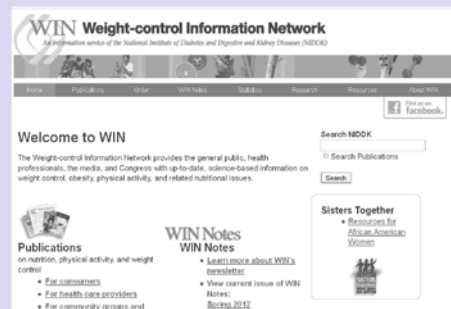 WIN Weight-control Information Network
An information service of the National Institute of Diabetes and Digestive and Kidney Diseases (NIDDK)
Home Publications Order WIN Notes Statistics Research Resources About WIN
Find us on
facebook.
Welcome to WIN
The Weight-control Information Network provides the general public, health
professionals, the media, and Congress with up-to-date, science-based information on
weight control, obesity, physical activity, and related nutritional issues.
Search NIDDK
Search Publications
Search
Publications
on nutrition, physical activity, and weight
control
For consumers
For health care providers
For community groups and
WIN Notes
WIN Notes
Learn more about WIN's
newsletter
View current issue of WIN
Notes:
Spring 2012
Sisters Together
Resources for
African American
Women
SISTERS